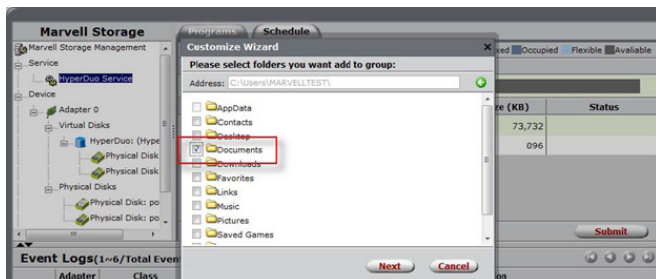 Marvell Storage
Programs
Schedule
Marvell Storage Management
Service
HyperDuo Service
Device
Adapter 0
Virtual Disks
HyperDuo: (Hype
Physical Disk
Physical Disk
Physical Disks
Physical Disk: po
Physical Disk: po
Customize Wizard
Please select folders you want add to group:
Address: C:\Users\MARVELLTEST\
AppData
Contacts
Desktop
Documents
Downloads
Favorites
Links
Music
Pictures
Saved Games
Next
Cancel
xed Occupied Flexible Avaliable
ze (KB)
Status
73,732
096
Submit
Event Logs(1~6/Total Even
Adapter
Class
on